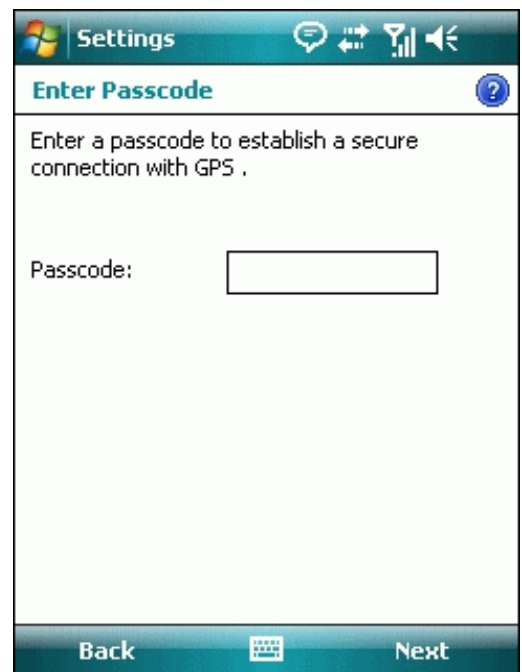 Settings
Enter Passcode
?
Enter a passcode to establish a secure
connection with GPS .
Passcode:
Back Next